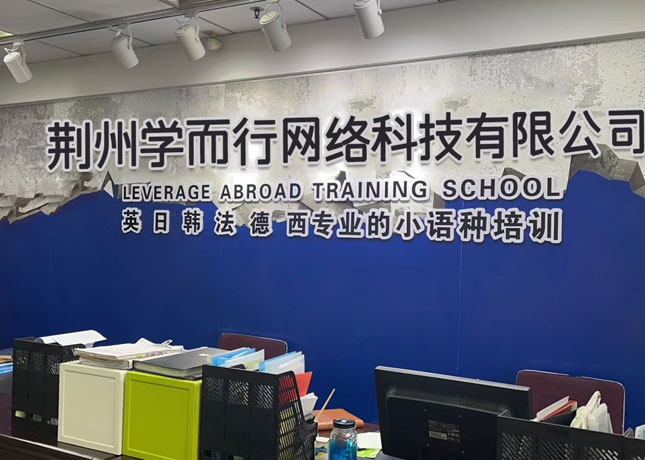 荆州学而行网络科技有限公司
LEVERAGE ABROAD TRAINING SCHOOL
英日韩法德西专业的小语种培训